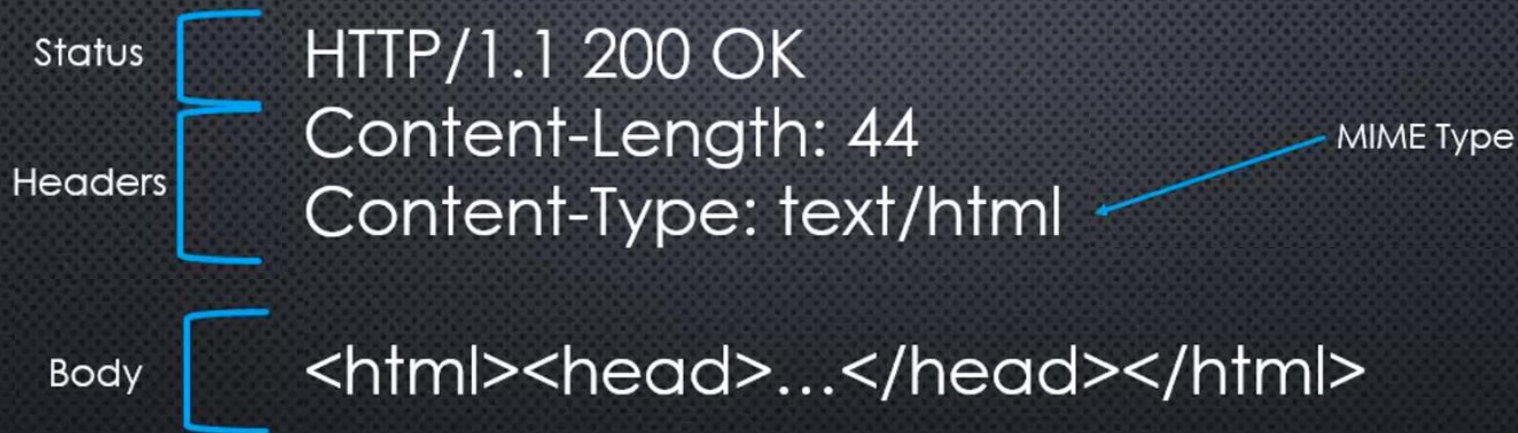 Status
HTTP/1.1 200 OK
Headers
Content-Length: 44
Content-Type: text/html
MIME Type
Body
<html><head>...</head></html>